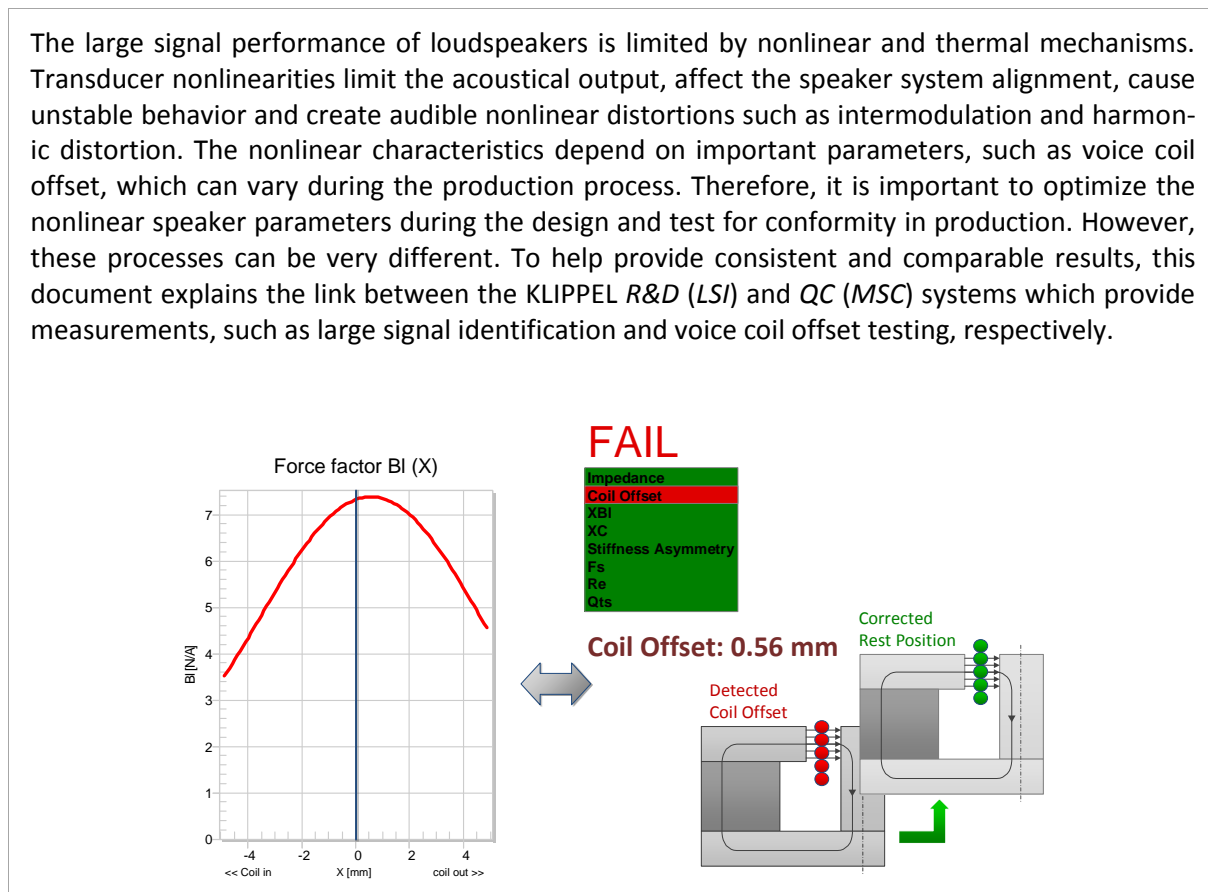 The large signal performance of loudspeakers is limited by nonlinear and thermal mechanisms.
Transducer nonlinearities limit the acoustical output, affect the speaker system alignment, cause
unstable behavior and create audible nonlinear distortions such as intermodulation and harmon-
ic distortion. The nonlinear characteristics depend on important parameters, such as voice coil
offset, which can vary during the production process. Therefore, it is important to optimize the
nonlinear speaker parameters during the design and test for conformity in production. However,
these processes can be very different. To help provide consistent and comparable results, this
document explains the link between the KLIPPEL R&D (LSI) and QC (MSC) systems which provide
measurements, such as large signal identification and voice coil offset testing, respectively.
Force factor Bl (X)
Bl [N/A]
7
6
5
4
3
2
1
0
-4 -2 0 2 4
<< Coil in X [mm] coil out >>
FAIL
Impedance
Coil Offset
XBl
XC
Stiffness Asymmetry
Fs
Re
Qts
Coil Offset: 0.56 mm
Detected
Coil Offset
Corrected
Rest Position